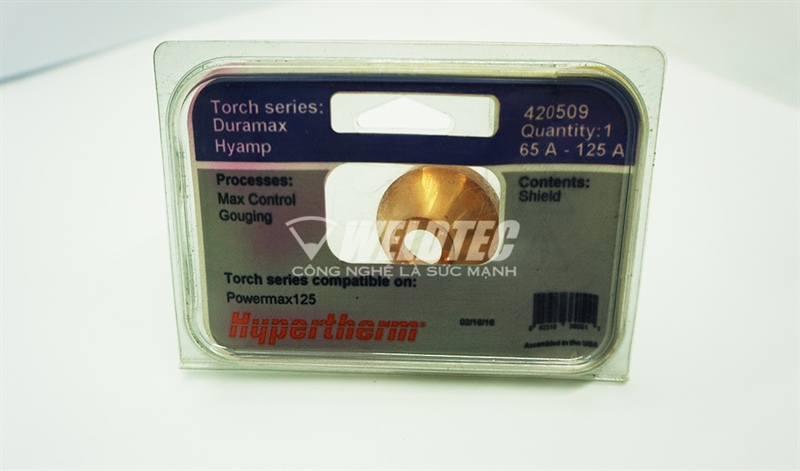 Torch series:
Duramax
Hyamp
420509
Quantity:1
65 A - 125 A
Processes:
Max Control
Gouging
Contents:
Shield
WELDTEC
CÔNG NGHỆ LÀ SỨC MẠNH
Torch series compatible on:
Powermax125
Hypertherm®
02/16/16
Assembled in the USA